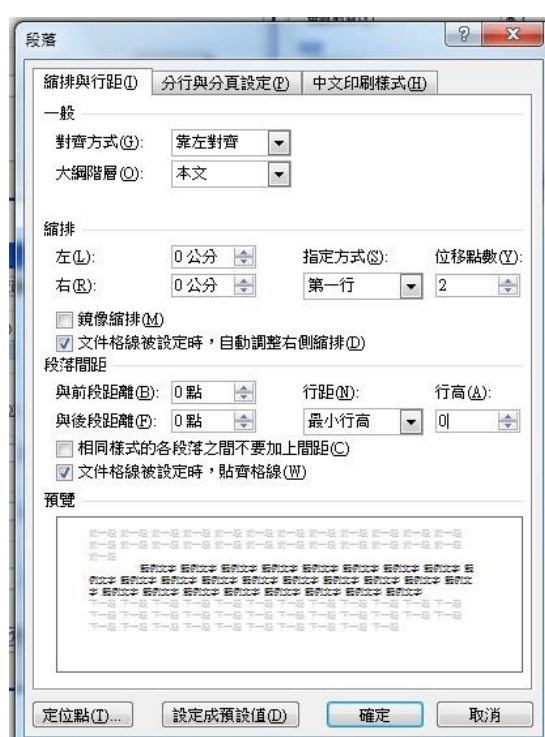 段落
縮排與行距(I) 分行與分頁設定(P) 中文印刷樣式(H)
一般
對齊方式(G): 靠左對齊
大綱階層(O): 本文
縮排
左(L): 0 公分 指定方式(S): 位移點數(Y):
右(R): 0 公分 第一行 2
鏡像縮排(M)
文件格線被設定時，自動調整右側縮排(D)
段落間距
與前段距離(B): 0 點 行距(N): 行高(A):
與後段距離(F): 0 點 最小行高 0
相同樣式的各段落之間不要加上間距(C)
文件格線被設定時，貼齊格線(W)
預覽
定位點(T)... 設定成預設值(D) 確定 取消